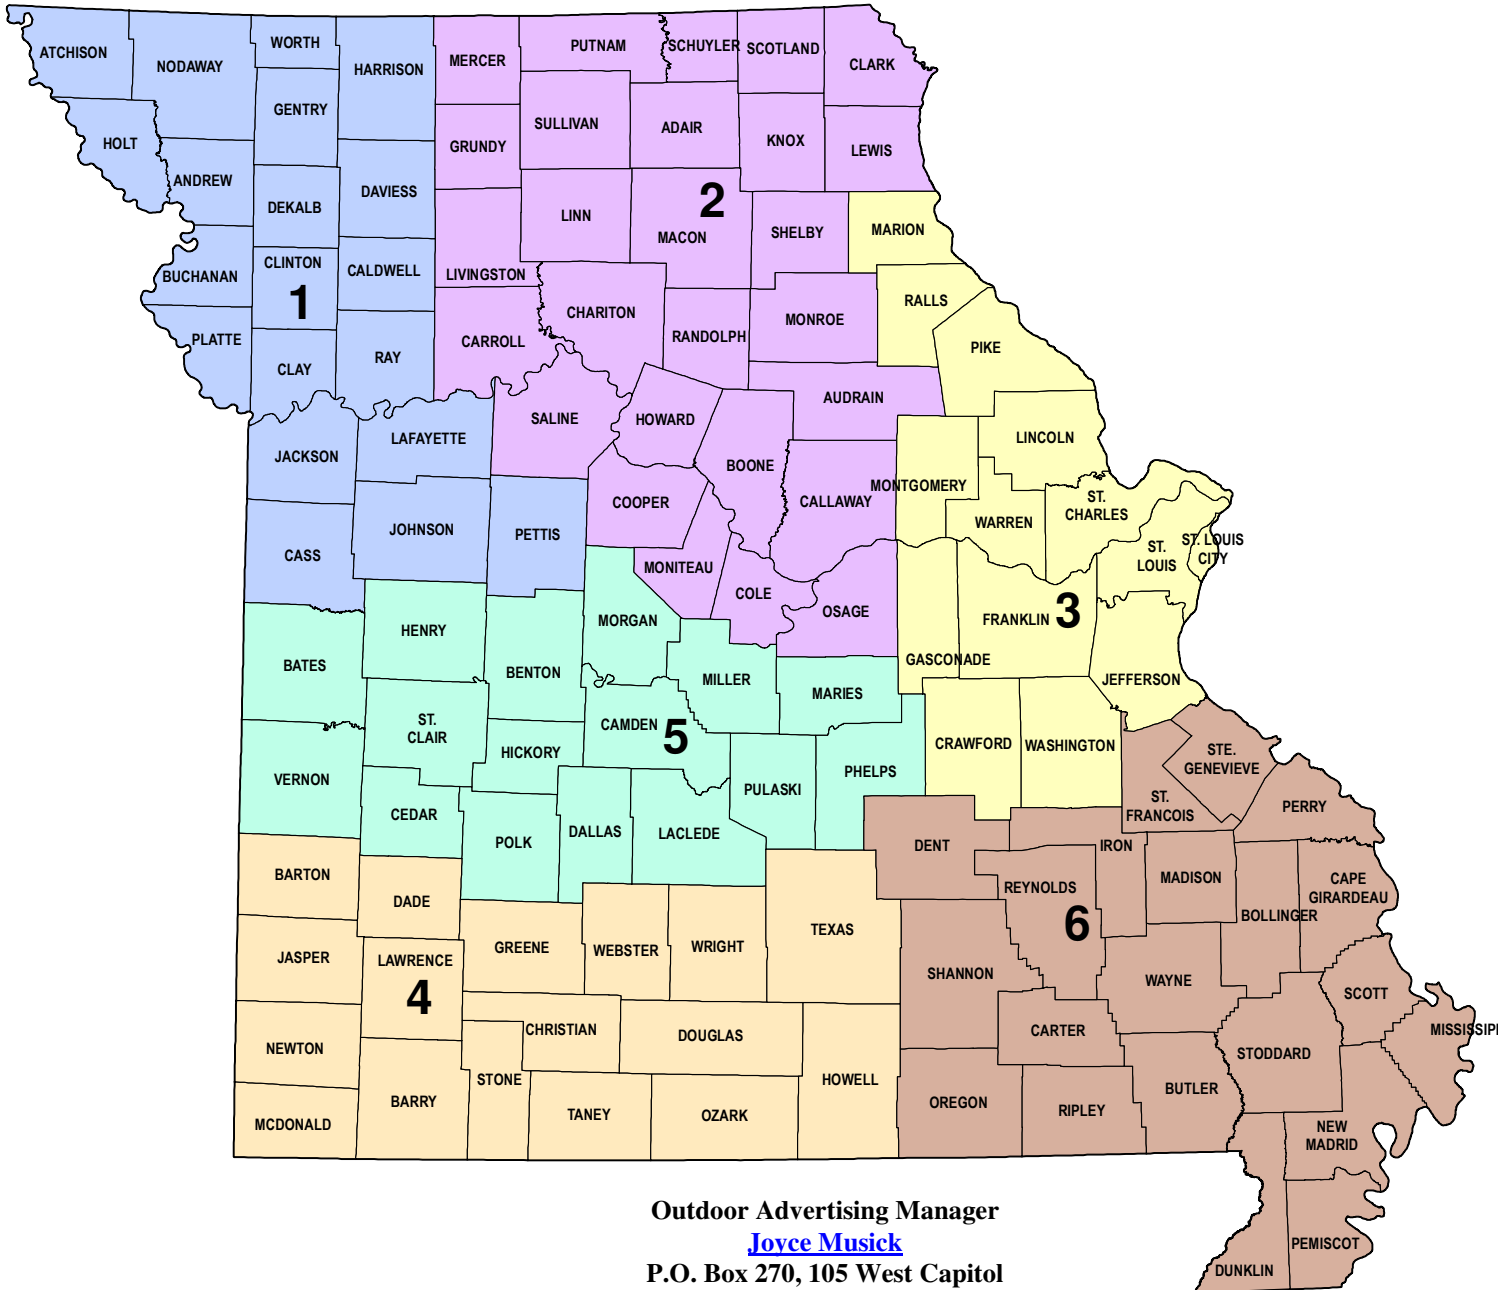 ATCHISON
NODAWAY
WORTH
HARRISON
MERCER
PUTNAM
SCHUYLER
SCOTLAND
CLARK
HOLT
GENTRY
GRUNDY
SULLIVAN
ADAIR
KNOX
LEWIS
ANDREW
DEKALB
DAVIESS
LINN
2
MACON
SHELBY
MARION
BUCHANAN
CLINTON
1
CALDWELL
LIVINGSTON
CHARITON
RANDOLPH
MONROE
RALLS
PIKE
PLATTE
CLAY
RAY
CARROLL
SALINE
HOWARD
AUDRAIN
LINCOLN
JACKSON
LAFAYETTE
BOONE
CALLAWAY
MONTGOMERY
WARREN
ST.
CHARLES
CASS
JOHNSON
PETTIS
COOPER
MONITEAU
COLE
OSAGE
ST.
LOUIS
ST. LOUIS
CITY
FRANKLIN
3
GASCONADE
JEFFERSON
BATES
HENRY
BENTON
MORGAN
MILLER
MARIES
ST.
CLAIR
HICKORY
CAMDEN
5
PULASKI
PHELPS
CRAWFORD
WASHINGTON
VERNON
CEDAR
POLK
DALLAS
LACLEDE
DENT
IRON
ST.
FRANCOIS
STE.
GENEVIEVE
PERRY
BARTON
DADE
GREENE
WEBSTER
WRIGHT
TEXAS
REYNOLDS
6
MADISON
BOLLINGER
CAPE
GIRARDEAU
JASPER
LAWRENCE
4
SHANNON
WAYNE
SCOTT
MISSISSIPI
NEWTON
CHRISTIAN
DOUGLAS
HOWELL
CARTER
STODDARD
MCDONALD
BARRY
STONE
TANEY
OZARK
OREGON
RIPLEY
BUTLER
NEW
MADRID
DUNKLIN
PEMISCOT
Outdoor Advertising Manager
Joyce Musick
P.O. Box 270, 105 West Capitol